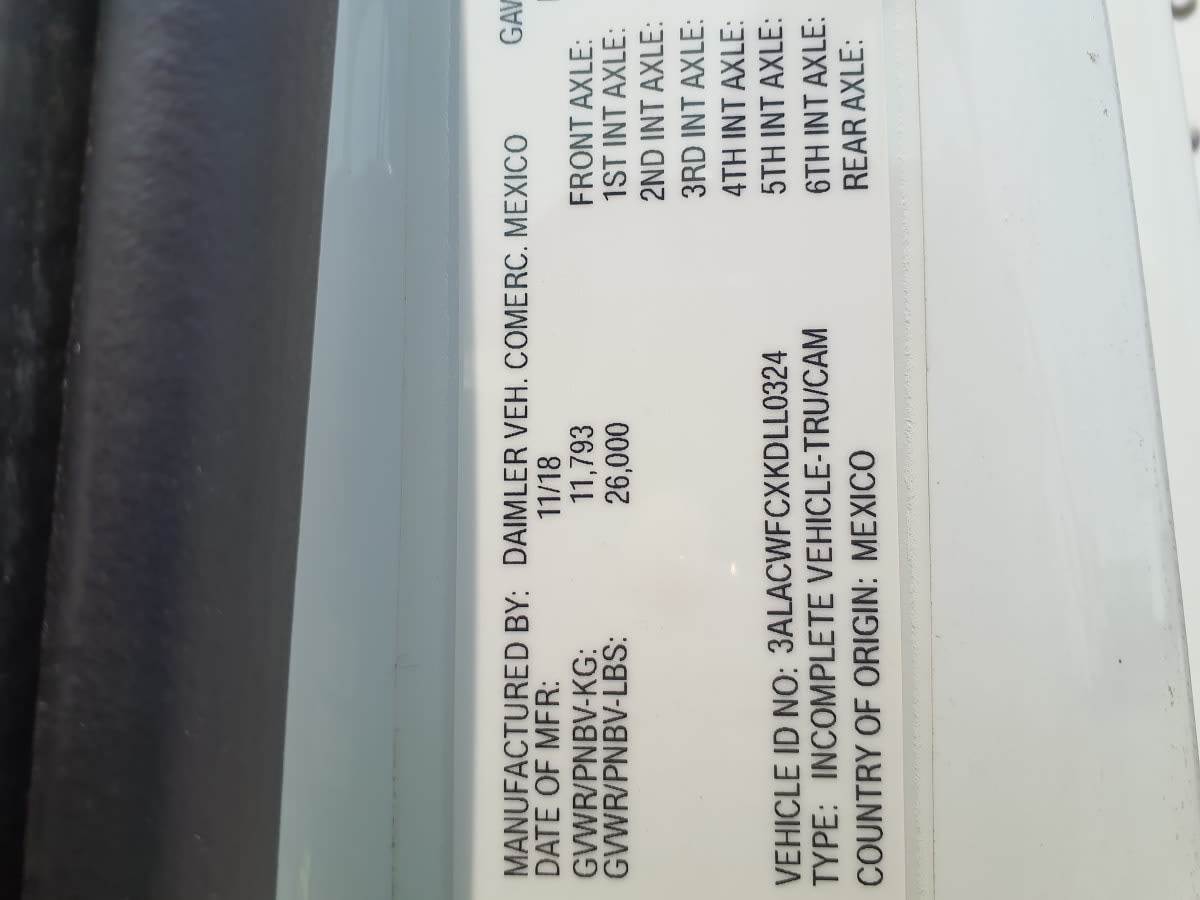 MANUFACTURED BY: DAIMLER VEH. COMERC. MEXICO
DATE OF MFR: 11/18
GVWR/PNBV-KG: 11,793
GVWR/PNBV-LBS: 26,000
VEHICLE ID NO: 3ALACWFCXKDLL0324
TYPE: INCOMPLETE VEHICLE-TRU/CAM
COUNTRY OF ORIGIN: MEXICO
FRONT AXLE:
1ST INT AXLE:
2ND INT AXLE:
3RD INT AXLE:
4TH INT AXLE:
5TH INT AXLE:
6TH INT AXLE:
REAR AXLE: